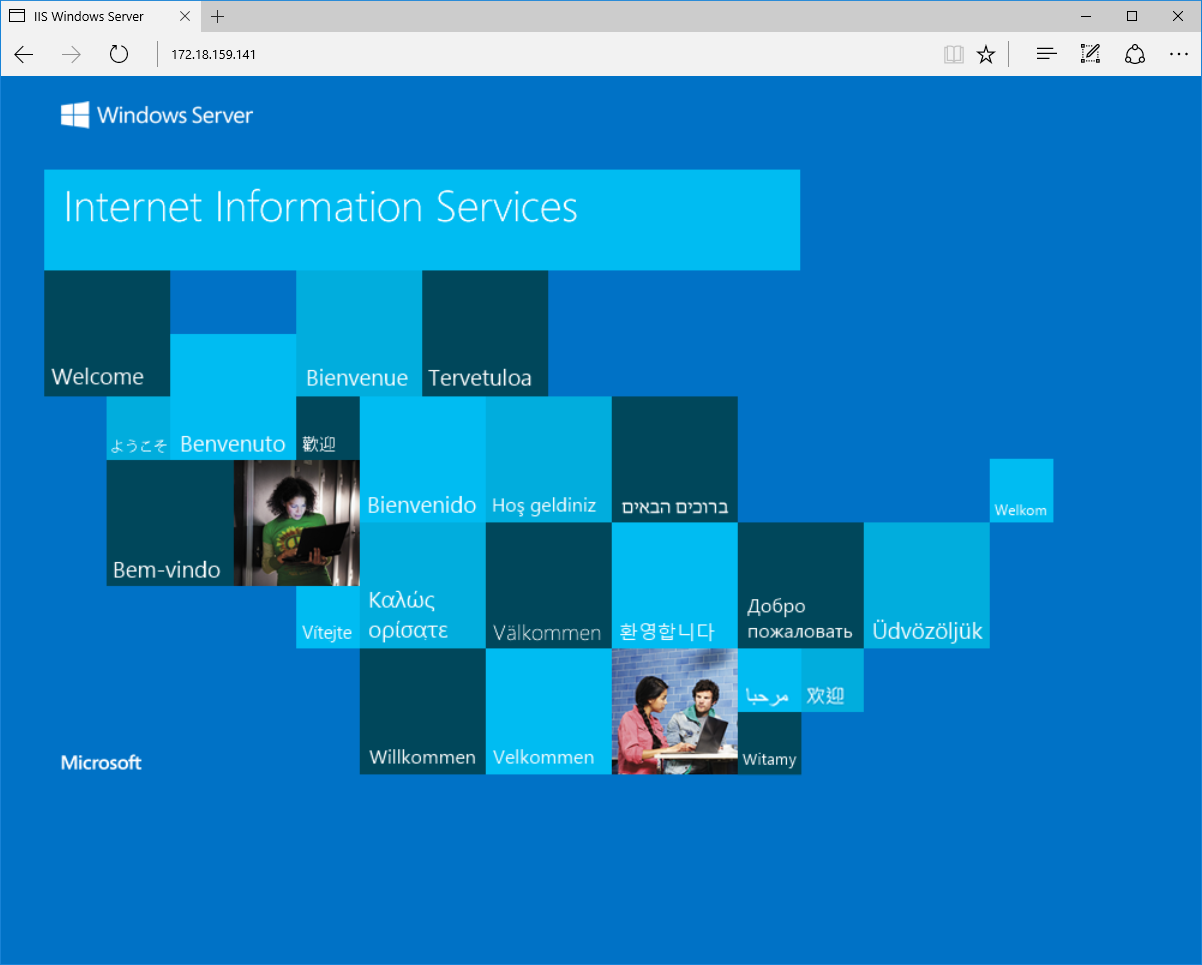 IIS Windows Server
172.18.159.141
Windows Server
Internet Information Services
Welcome
Bienvenue
Tervetuloa
ようこそ
Benvenuto
歡迎
Bienvenido
Hoş geldiniz
ברוכים הבאים
Welkom
Bem-vindo
Vítejte
Καλώς
ορίσατε
Välkommen
환영합니다
Добро
пожаловать
Üdvözöljük
مرحبا
欢迎
Willkommen
Velkommen
Witamy
Microsoft